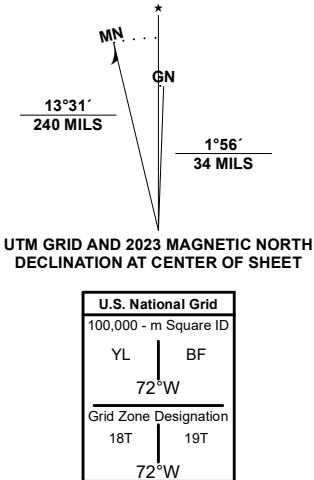 MN
GN
13°31´
240 MILS
1°56´
34 MILS
UTM GRID AND 2023 MAGNETIC NORTH
DECLINATION AT CENTER OF SHEET
U.S. National Grid
100,000 - m Square ID
YL BF
72°W
Grid Zone Designation
18T 19T
72°W